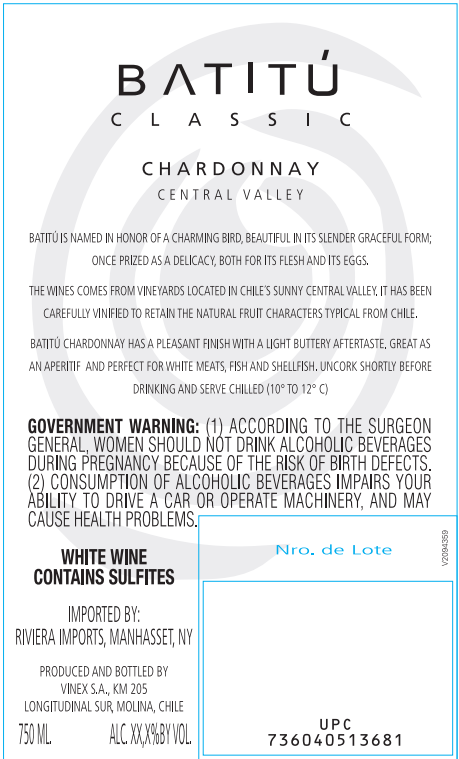 BATITÚ
CLASSIC
CHARDONNAY
CENTRAL VALLEY
BATITÚ IS NAMED IN HONOR OF A CHARMING BIRD, BEAUTIFUL IN ITS SLENDER GRACEFUL FORM;
ONCE PRIZED AS A DELICACY, BOTH FOR ITS FLESH AND ITS EGGS.
THE WINES COMES FROM VINEYARDS LOCATED IN CHILE'S SUNNY CENTRAL VALLEY. IT HAS BEEN
CAREFULLY VINIFIED TO RETAIN THE NATURAL FRUIT CHARACTERS TYPICAL FROM CHILE.
BATITÚ CHARDONNAY HAS A PLEASANT FINISH WITH A LIGHT BUTTERY AFTERTASTE. GREAT AS
AN APERITIF AND PERFECT FOR WHITE MEATS, FISH AND SHELLFISH. UNCORK SHORTLY BEFORE
DRINKING AND SERVE CHILLED (10° TO 12° C)
GOVERNMENT WARNING: (1) ACCORDING TO THE SURGEON
GENERAL, WOMEN SHOULD NOT DRINK ALCOHOLIC BEVERAGES
DURING PREGNANCY BECAUSE OF THE RISK OF BIRTH DEFECTS.
(2) CONSUMPTION OF ALCOHOLIC BEVERAGES IMPAIRS YOUR
ABILITY TO DRIVE A CAR OR OPERATE MACHINERY, AND MAY
CAUSE HEALTH PROBLEMS.
WHITE WINE
CONTAINS SULFITES
IMPORTED BY:
RIVIERA IMPORTS, MANHASSET, NY
PRODUCED AND BOTTLED BY
VINEX S.A., KM 205
LONGITUDINAL SUR, MOLINA, CHILE
750 ML. ALC. XX,X%BY VOL.
Nro. de Lote
V2094359
UPC
736040513681